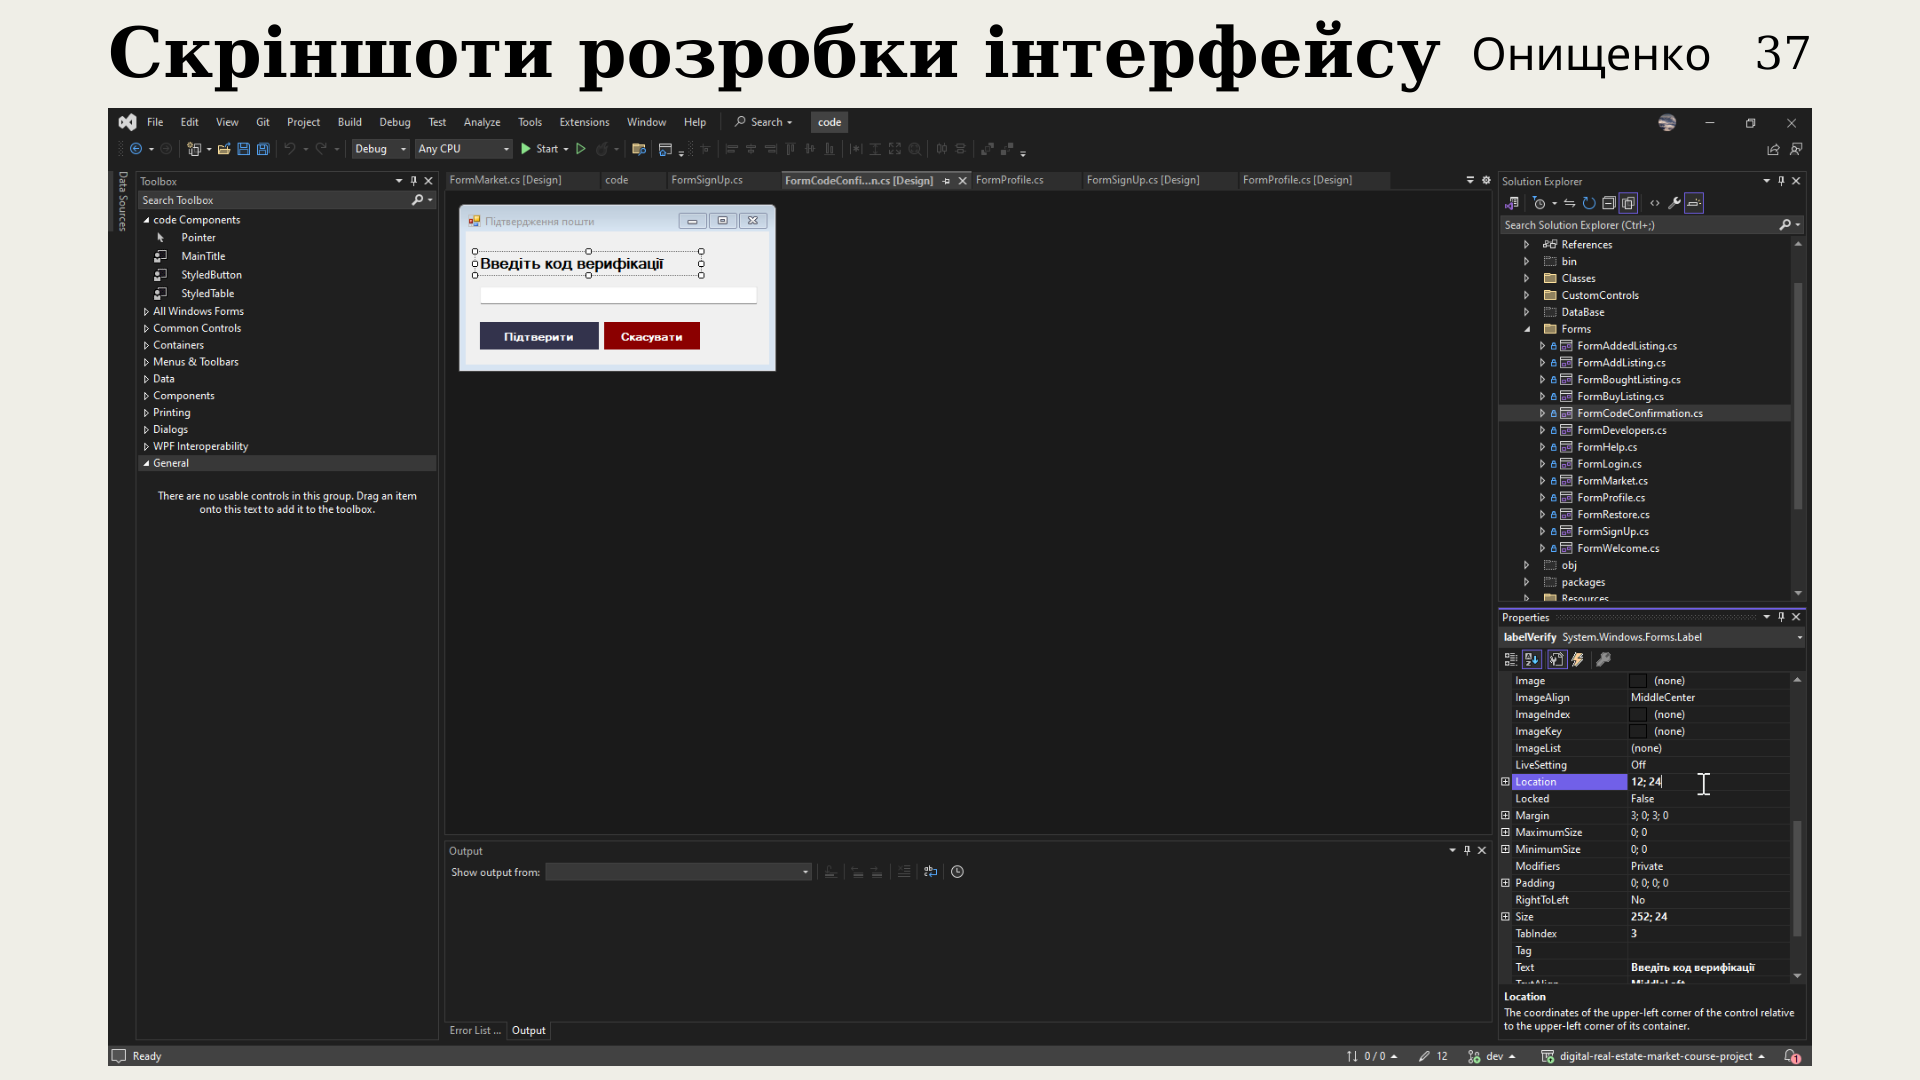 Скріншоти розробки інтерфейсу Онищенко 37
File Edit View Git Project Build Debug Test Analyze Tools Extensions Window Help Search code
Debug Any CPU Start
Data Sources
Toolbox
Search Toolbox
code Components
Pointer
MainTitle
StyledButton
StyledTable
All Windows Forms
Common Controls
Containers
Menus & Toolbars
Data
Components
Printing
Dialogs
WPF Interoperability
General
There are no usable controls in this group. Drag an item
onto this text to add it to the toolbox.
FormMarket.cs [Design] code FormSignUp.cs FormCodeConfi...n.cs [Design] FormProfile.cs FormSignUp.cs [Design] FormProfile.cs [Design]
Підтвердження пошти
Введіть код верифікації
Підтверити Скасувати
Output
Show output from:
Error List ... Output
Solution Explorer
Search Solution Explorer (Ctrl+;)
References
bin
Classes
CustomControls
DataBase
Forms
FormAddedListing.cs
FormAddListing.cs
FormBoughtListing.cs
FormBuyListing.cs
FormCodeConfirmation.cs
FormDevelopers.cs
FormHelp.cs
FormLogin.cs
FormMarket.cs
FormProfile.cs
FormRestore.cs
FormSignUp.cs
FormWelcome.cs
obj
packages
Resources
Properties
labelVerify System.Windows.Forms.Label
Image (none)
ImageAlign MiddleCenter
ImageIndex (none)
ImageKey (none)
ImageList (none)
LiveSetting Off
Location 12; 24
Locked False
Margin 3; 0; 3; 0
MaximumSize 0; 0
MinimumSize 0; 0
Modifiers Private
Padding 0; 0; 0; 0
RightToLeft No
Size 252; 24
TabIndex 3
Tag
Text Введіть код верифікації
TextAlign MiddleLeft
Location
The coordinates of the upper-left corner of the control relative
to the upper-left corner of its container.
Ready 0 / 0 12 dev digital-real-estate-market-course-project 1